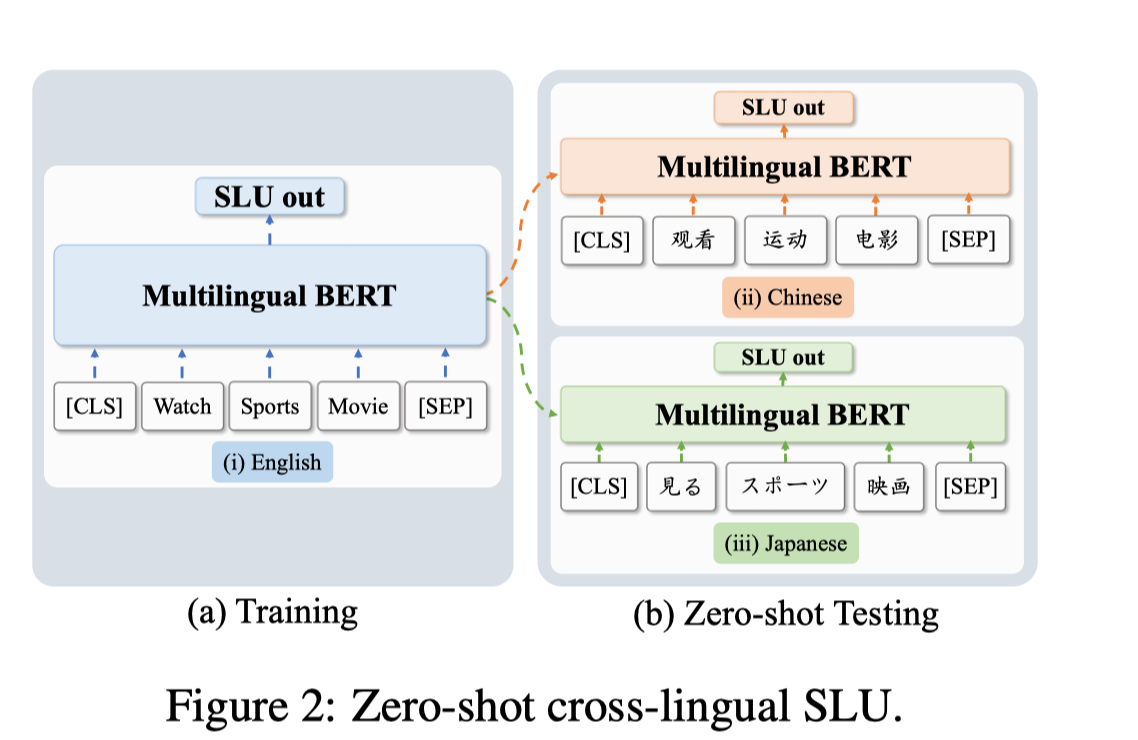 SLU out
Multilingual BERT
[CLS] Watch Sports Movie [SEP]
(i) English
(a) Training
SLU out
Multilingual BERT
[CLS] 观看 运动 电影 [SEP]
(ii) Chinese
SLU out
Multilingual BERT
[CLS] 見る スポーツ 映画 [SEP]
(iii) Japanese
(b) Zero-shot Testing
Figure 2: Zero-shot cross-lingual SLU.